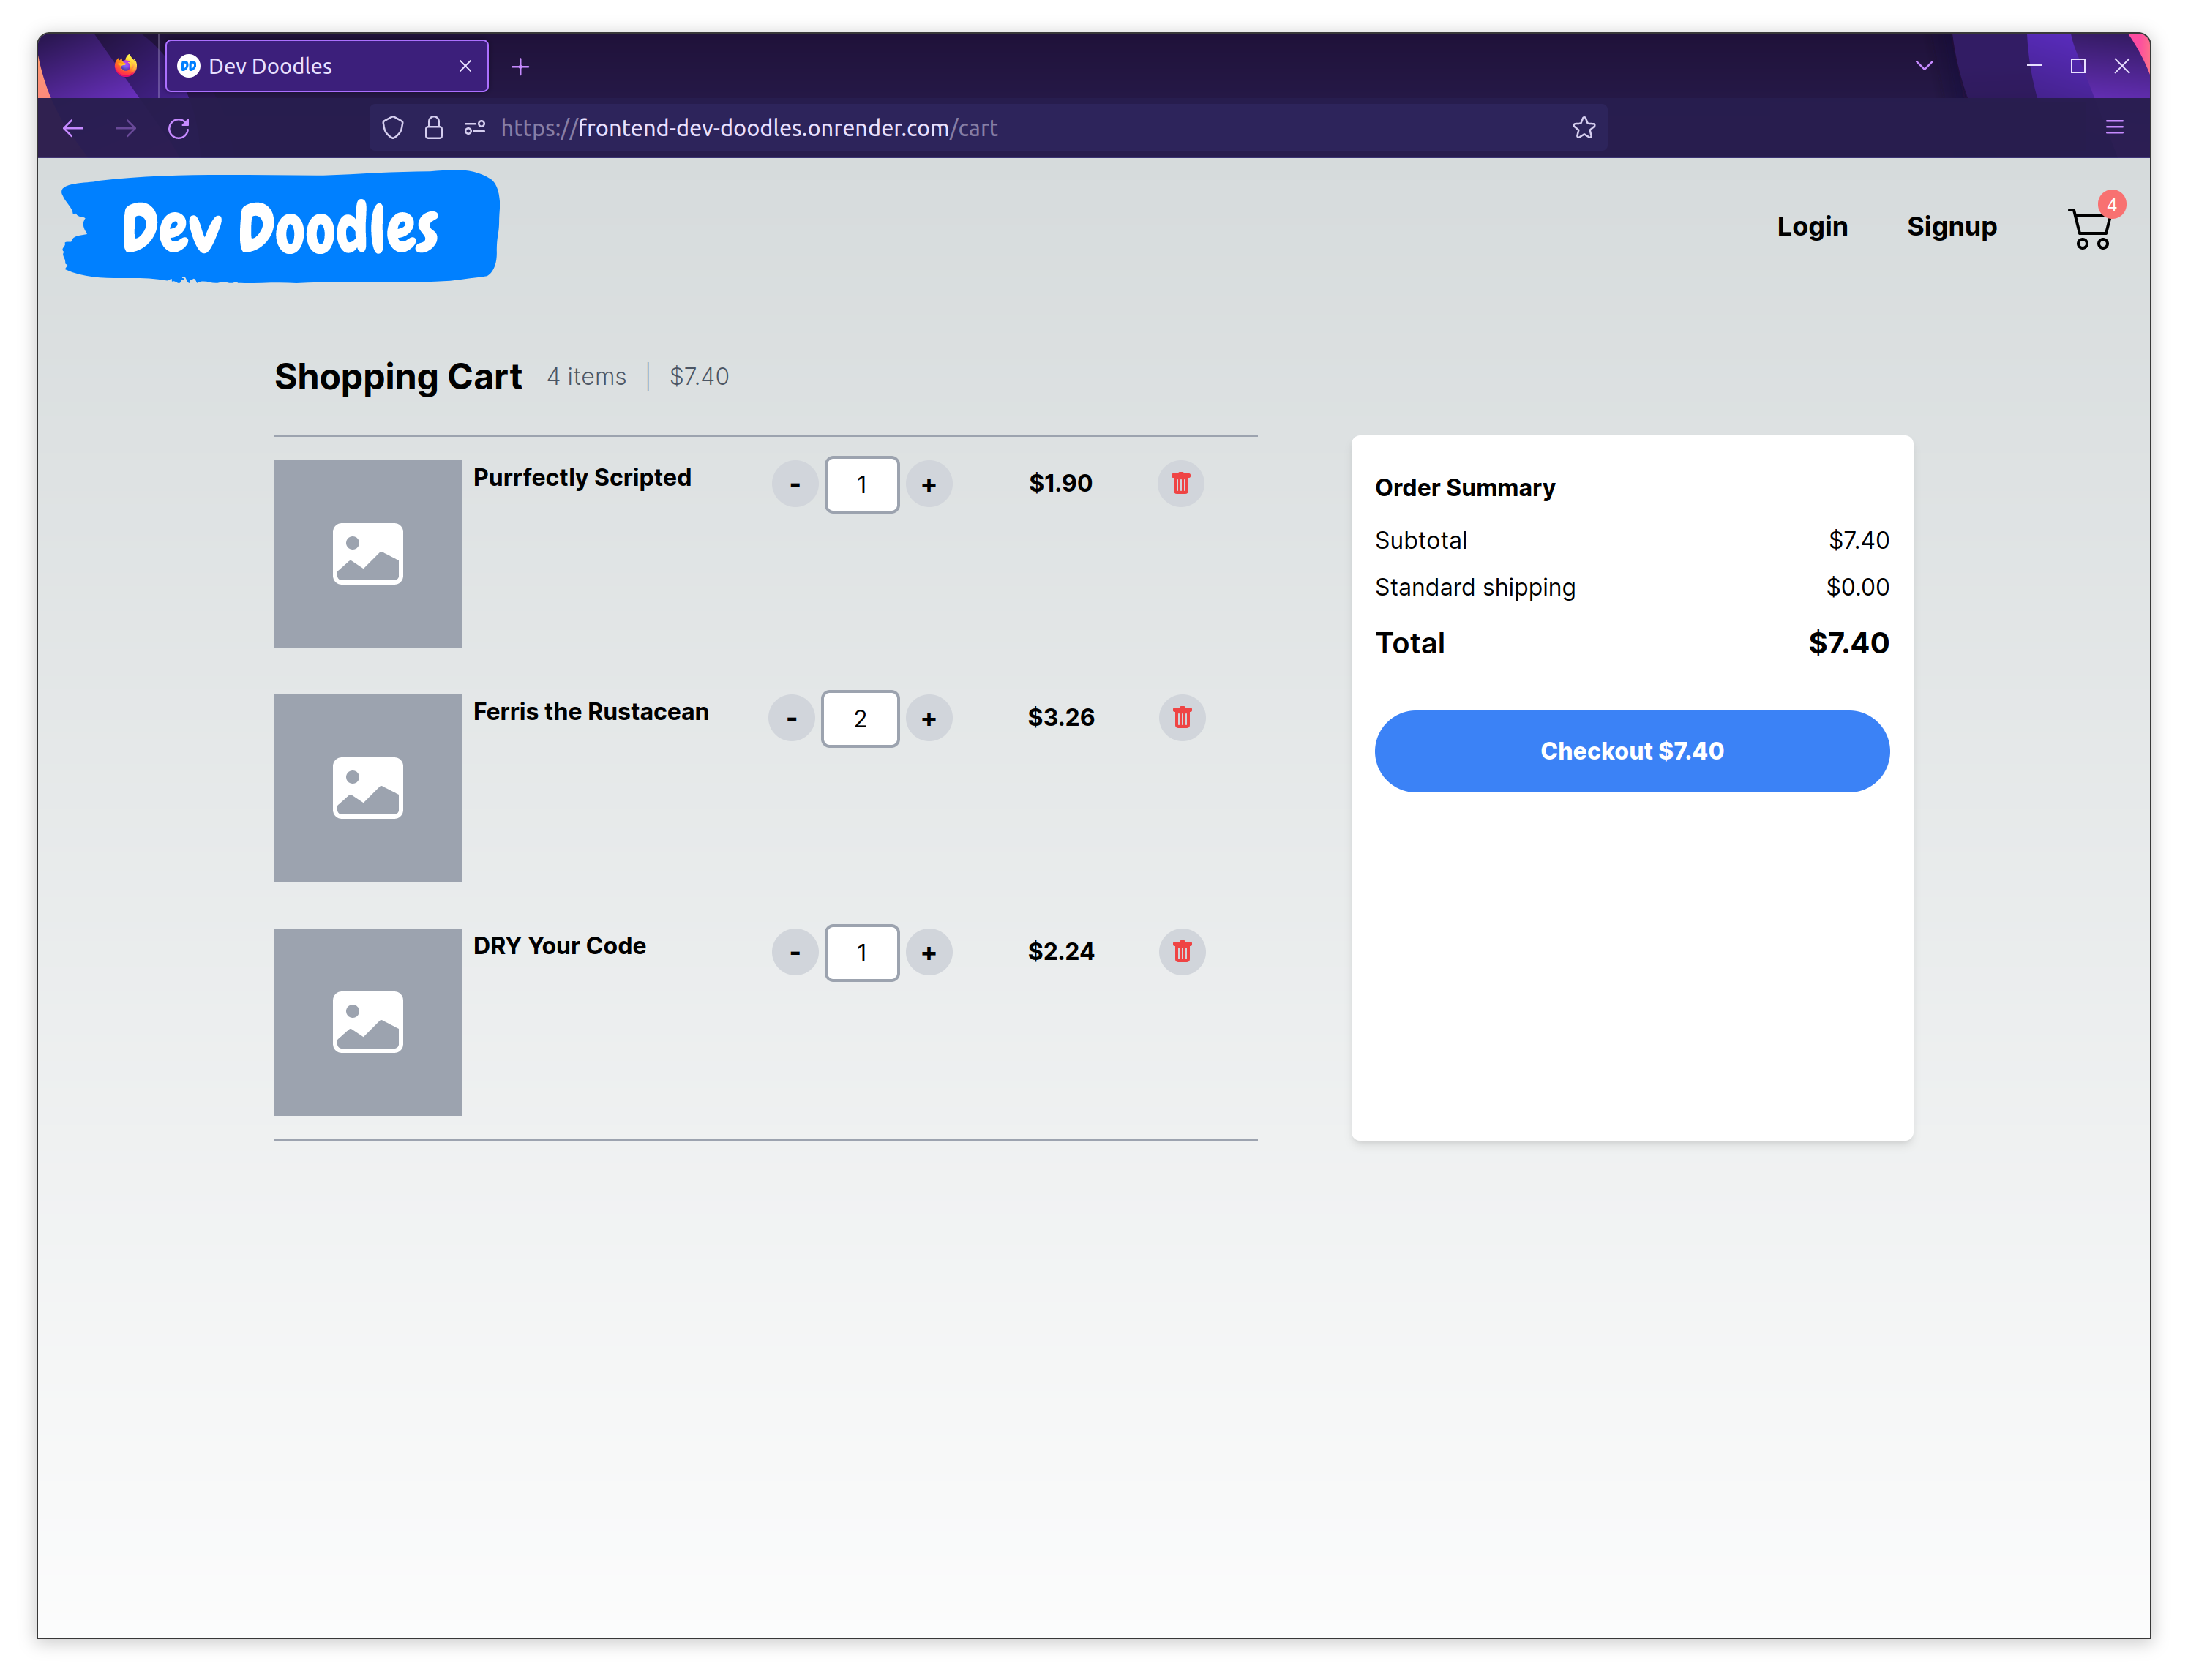 DD Dev Doodles
https://frontend-dev-doodles.onrender.com/cart
Dev Doodles
Login Signup 4
Shopping Cart 4 items $7.40
Purrfectly Scripted - 1 + $1.90
Ferris the Rustacean - 2 + $3.26
DRY Your Code - 1 + $2.24
Order Summary
Subtotal $7.40
Standard shipping $0.00
Total $7.40
Checkout $7.40